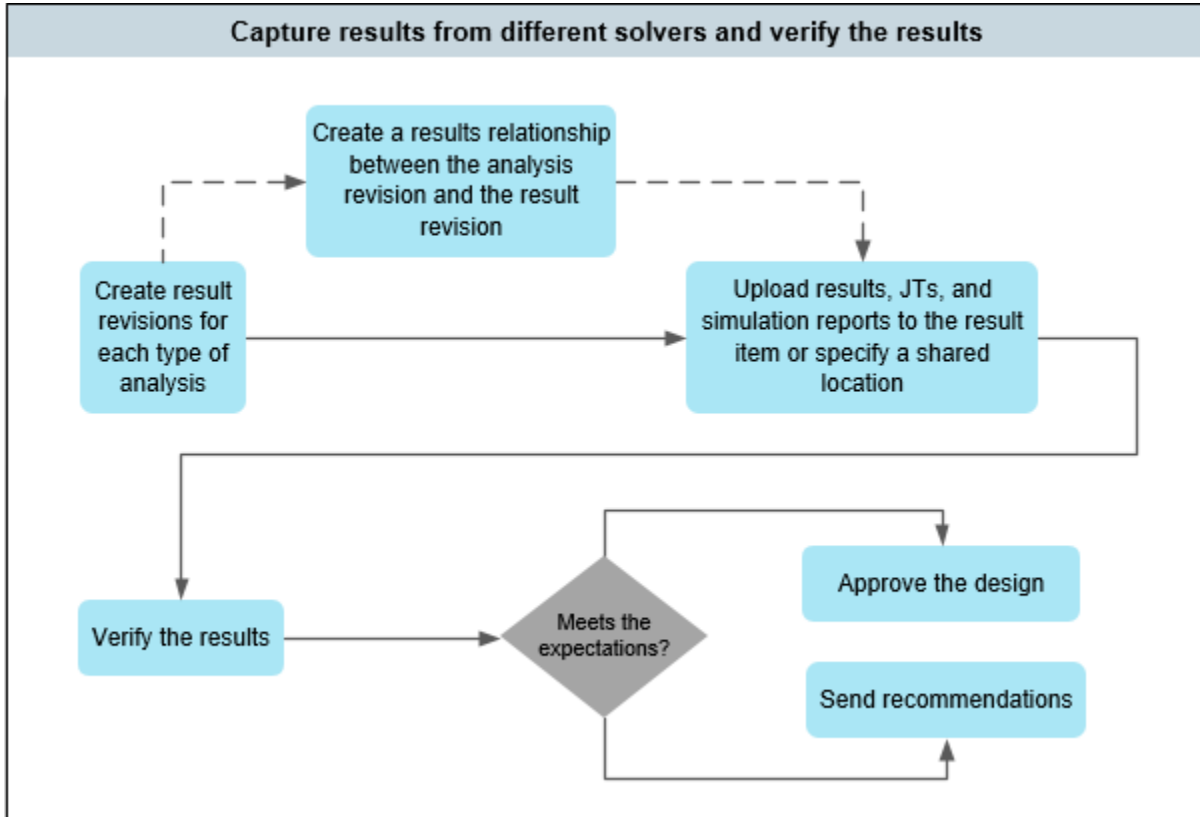 Capture results from different solvers and verify the results
Create a results relationship
between the analysis
revision and the result
revision
Create result
revisions for
each type of
analysis
Upload results, JTs, and
simulation reports to the result
item or specify a shared
location
Verify the results
Meets the
expectations?
Approve the design
Send recommendations